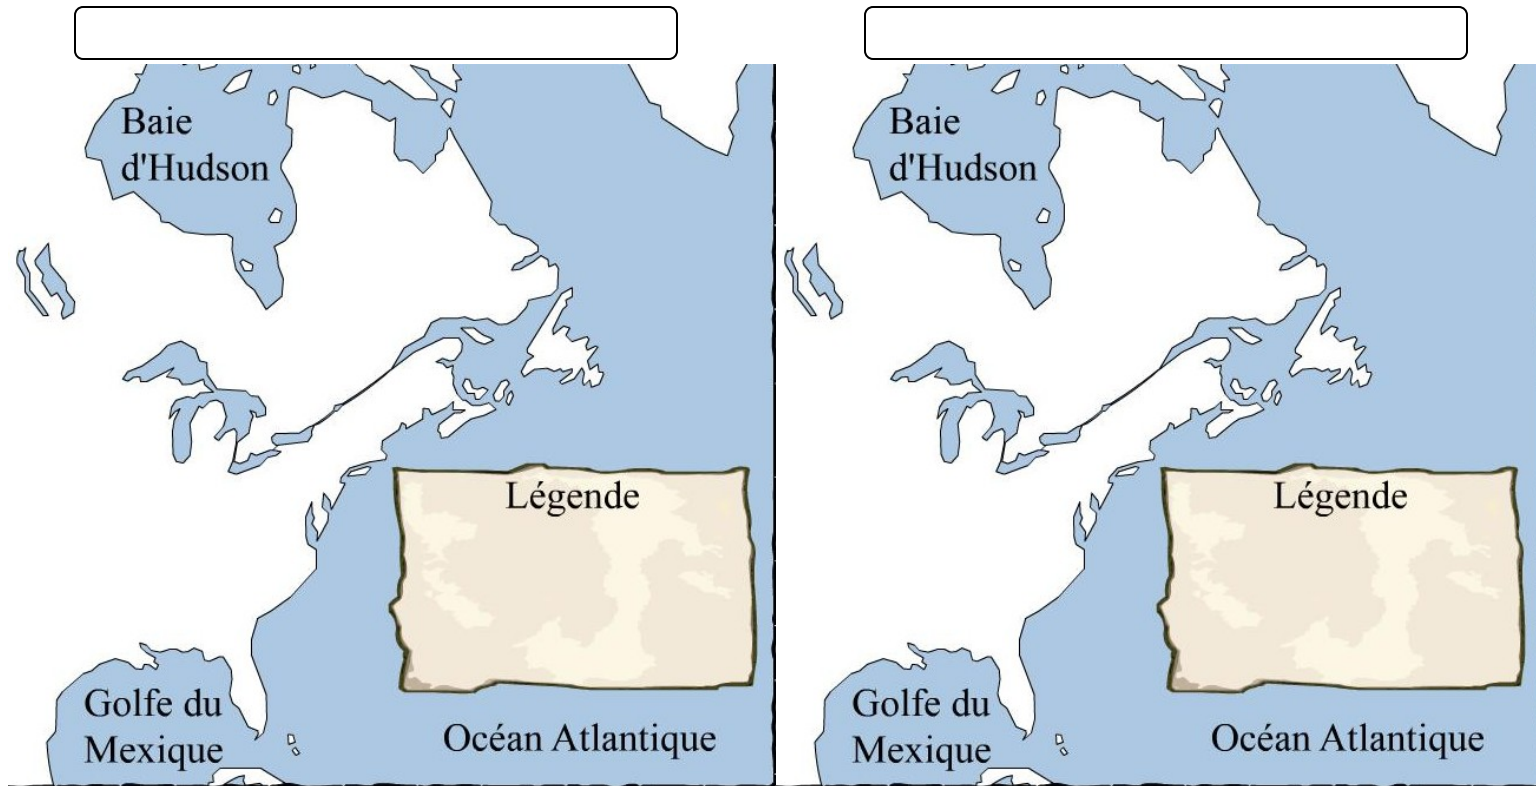 Baie
d'Hudson
Légende
Golfe du
Mexique
Océan Atlantique
Baie
d'Hudson
Légende
Golfe du
Mexique
Océan Atlantique